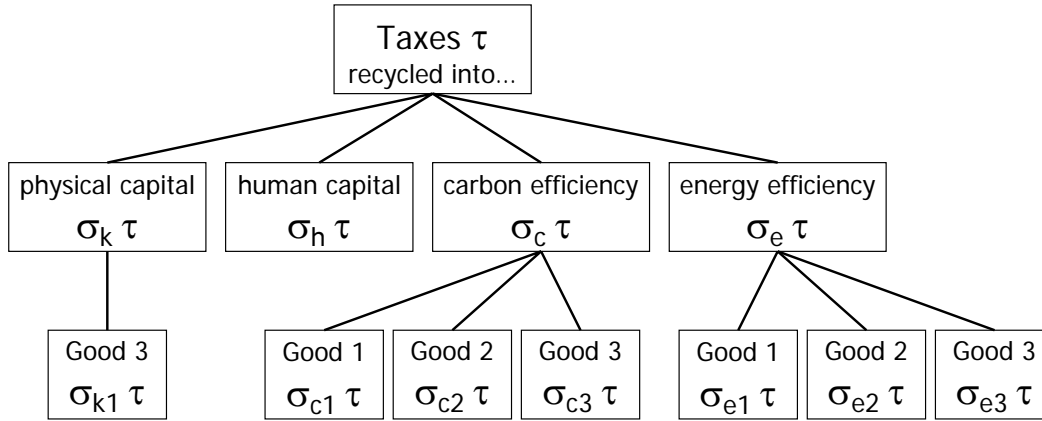 Taxes τ
recycled into...
physical capital
σk τ
human capital
σh τ
carbon efficiency
σc τ
energy efficiency
σe τ
Good 3
σk1 τ
Good 1
σc1 τ
Good 2
σc2 τ
Good 3
σc3 τ
Good 1
σe1 τ
Good 2
σe2 τ
Good 3
σe3 τ